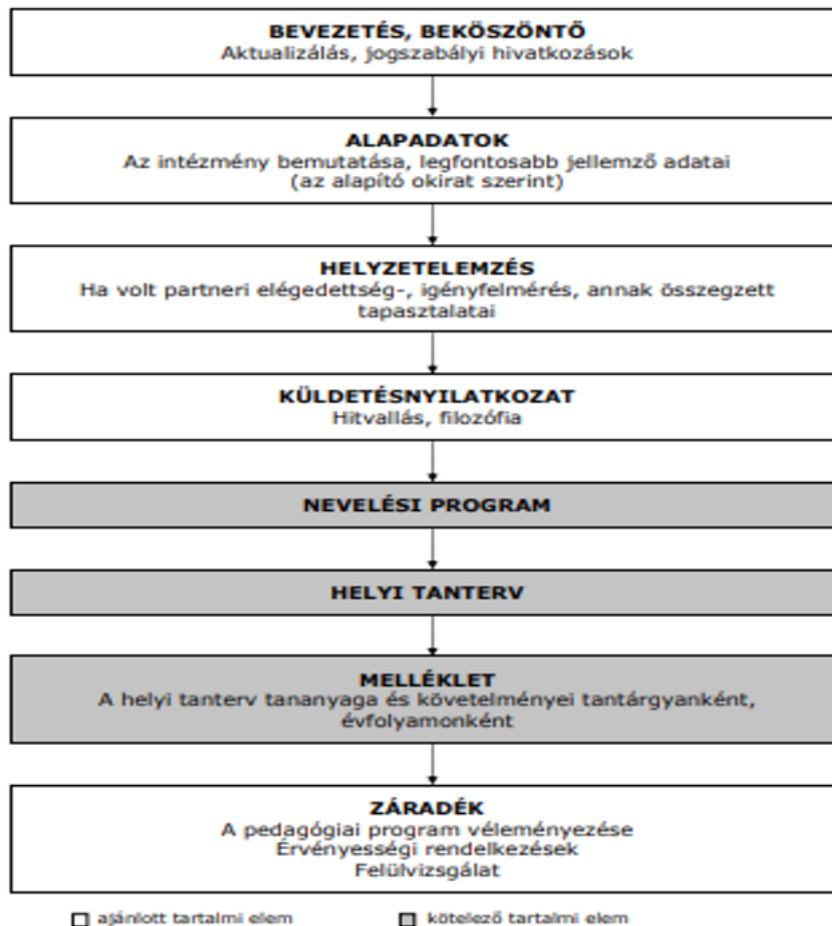 BEVEZETÉS, BEKÖSZÖNTŐ
Aktualizálás, jogszabályi hivatkozások
ALAPADATOK
Az intézmény bemutatása, legfontosabb jellemző adatai
(az alapító okirat szerint)
HELYZETELEMZÉS
Ha volt partneri elégedettség-, igényfelmérés, annak összegzett
tapasztalatai
KÜLDETÉSNYILATKOZAT
Hitvallás, filozófia
NEVELÉSI PROGRAM
HELYI TANTERV
MELLÉKLET
A helyi tanterv tananyaga és követelményei tantárgyanként,
évfolyamonként
ZÁRADÉK
A pedagógiai program véleményezése
Érvényességi rendelkezések
Felülvizsgálat
ajánlott tartalmi elem
kötelező tartalmi elem